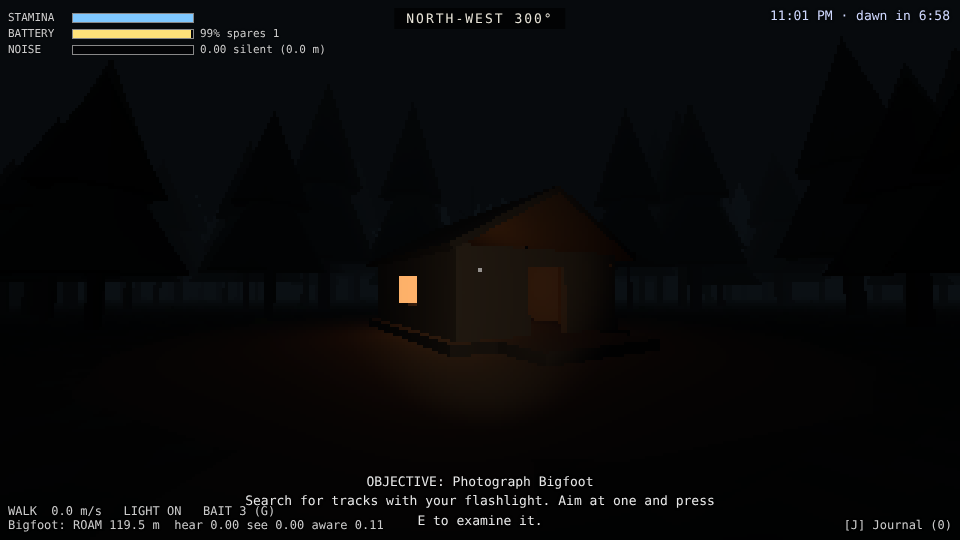 STAMINA
BATTERY 99% spares 1
NOISE 0.00 silent (0.0 m)
NORTH-WEST 300°
11:01 PM · dawn in 6:58
OBJECTIVE: Photograph Bigfoot
Search for tracks with your flashlight. Aim at one and press
E to examine it.
WALK 0.0 m/s LIGHT ON BAIT 3 (G)
Bigfoot: ROAM 119.5 m hear 0.00 see 0.00 aware 0.11
[J] Journal (0)